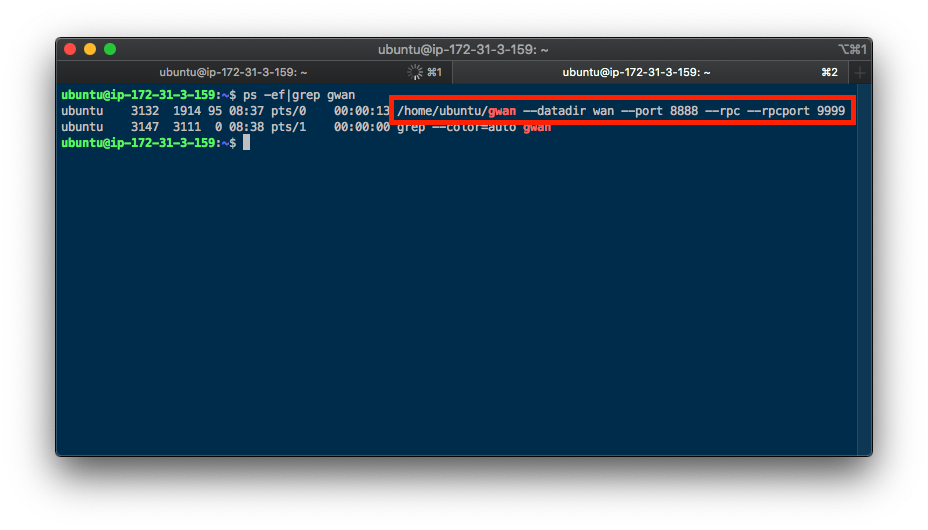 ubuntu@ip-172-31-3-159: ~
⌥⌘1
ubuntu@ip-172-31-3-159: ~ ⌘1
ubuntu@ip-172-31-3-159: ~ ⌘2 +
ubuntu@ip-172-31-3-159:~$ ps -ef|grep gwan
ubuntu    3132  1914 95 08:37 pts/0    00:00:13 /home/ubuntu/gwan --datadir wan --port 8888 --rpc --rpcport 9999
ubuntu    3147  3111  0 08:38 pts/1    00:00:00 grep --color=auto gwan
ubuntu@ip-172-31-3-159:~$